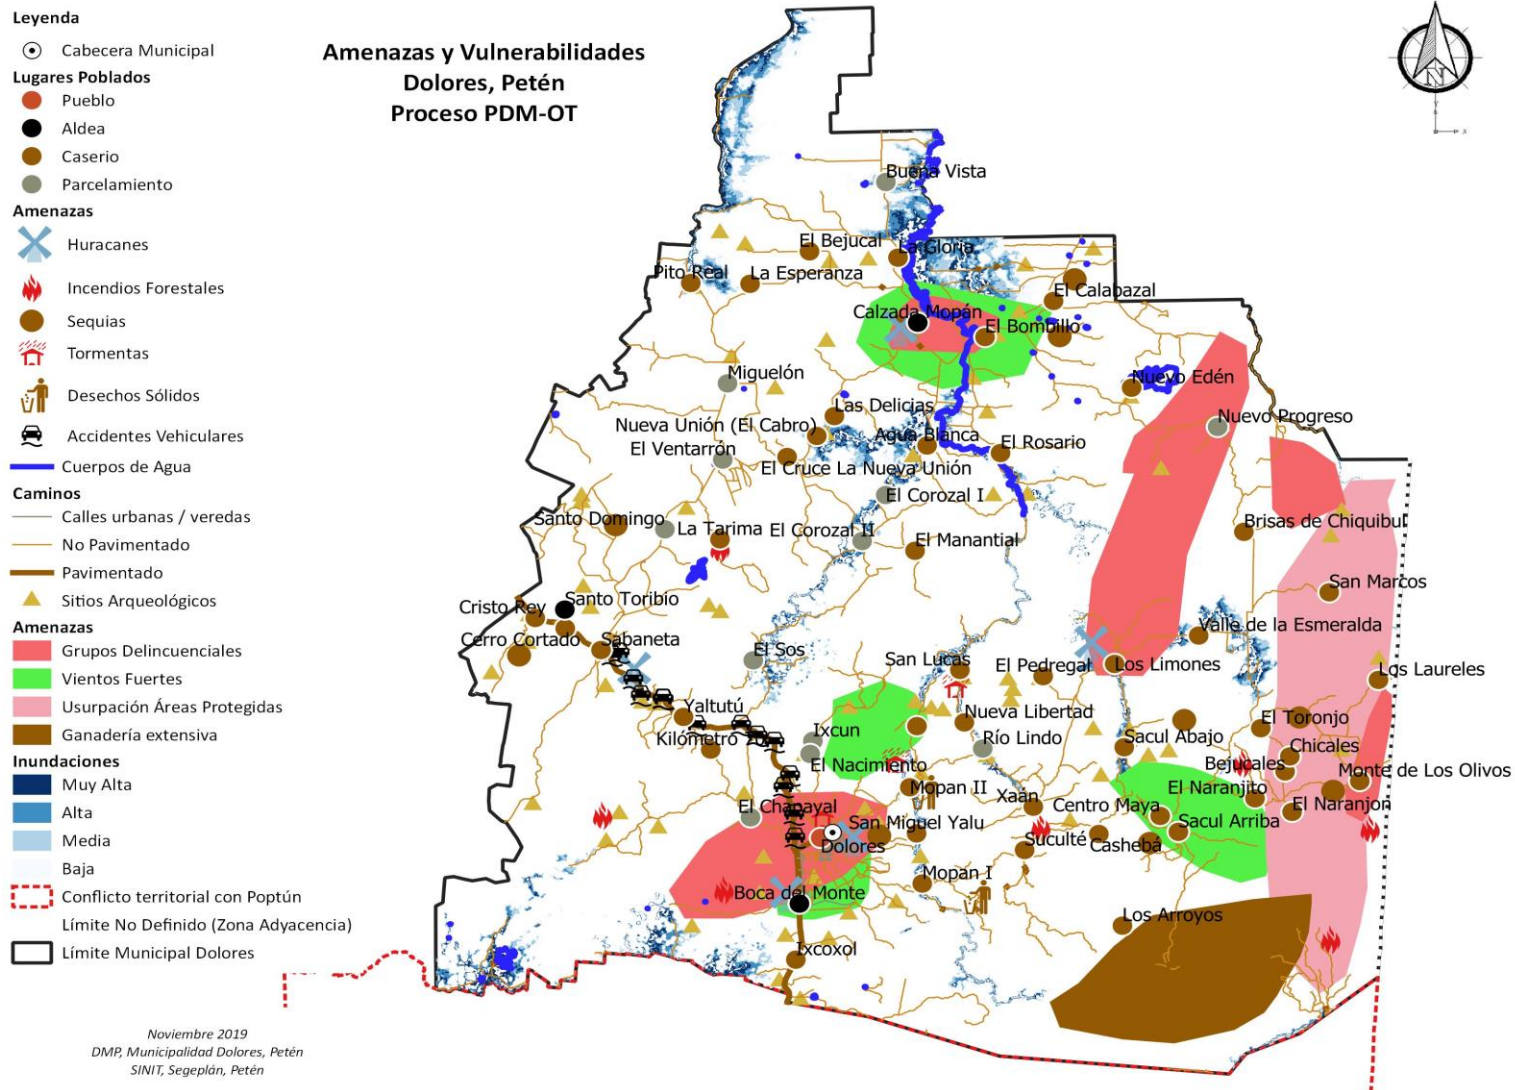 Leyenda
Cabecera Municipal
Lugares Poblados
Pueblo
Aldea
Caserio
Parcelamiento
Amenazas
Huracanes
Incendios Forestales
Sequias
Tormentas
Desechos Sólidos
Accidentes Vehiculares
Cuerpos de Agua
Caminos
Calles urbanas / veredas
No Pavimentado
Pavimentado
Sitios Arqueológicos
Amenazas
Grupos Delincuenciales
Vientos Fuertes
Usurpación Áreas Protegidas
Ganadería extensiva
Inundaciones
Muy Alta
Alta
Media
Baja
Conflicto territorial con Poptún
Límite No Definido (Zona Adyacencia)
Límite Municipal Dolores
Noviembre 2019
DMP, Municipalidad Dolores, Petén
SINIT, Segeplán, Petén
Amenazas y Vulnerabilidades
Dolores, Petén
Proceso PDM-OT
N
Buena Vista
El Bejucal
La Gloria
Pito Real
La Esperanza
El Calabazal
Calzada Mopán
El Bombillo
Miguelón
Nuevo Edén
Las Delicias
Nuevo Progreso
Nueva Unión (El Cabro)
Agua Blanca
El Rosario
El Ventarrón
El Cruce La Nueva Unión
El Corozal I
Santo Domingo
La Tarima
El Corozal II
El Manantial
Brisas de Chiquibul
San Marcos
Cristo Rey
Santo Toribio
Cerro Cortado
Sabaneta
Valle de la Esmeralda
El Sos
San Lucas
El Pedregal
Los Limones
Los Laureles
Yaltutú
Nueva Libertad
El Toronjo
Ixcun
Kilómetro
Río Lindo
Sacul Abajo
Chicales
El Nacimiento
Bejucales
Monte de Los Olivos
Mopan II
Xaán
Centro Maya
El Naranjito
El Naranjon
El Chapayal
San Miguel Yalu
Sacul Arriba
Dolores
Suculté
Cashebá
Mopan I
Boca del Monte
Los Arroyos
Ixcoxol